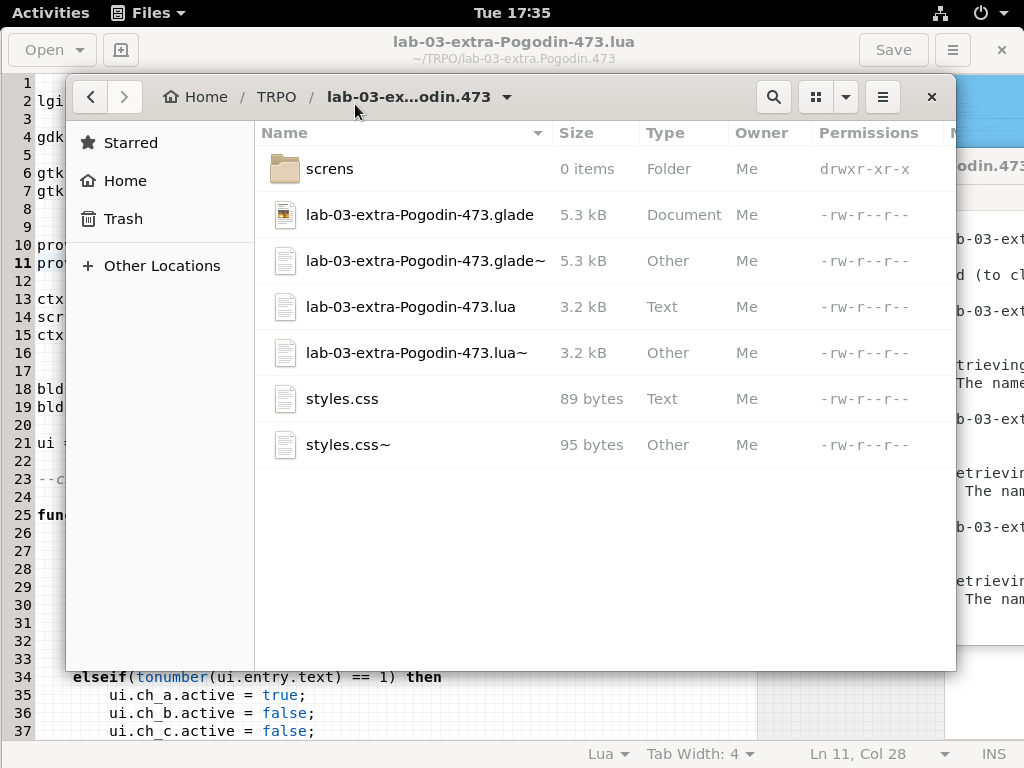 Activities Files Tue 17:35
Open lab-03-extra-Pogodin-473.lua Save
~/TRPO/lab-03-extra.Pogodin.473
Home / TRPO / lab-03-ex...odin.473
Starred
Home
Trash
+ Other Locations
Name Size Type Owner Permissions
screns 0 items Folder Me drwxr-xr-x
lab-03-extra-Pogodin-473.glade 5.3 kB Document Me -rw-r--r--
lab-03-extra-Pogodin-473.glade~ 5.3 kB Other Me -rw-r--r--
lab-03-extra-Pogodin-473.lua 3.2 kB Text Me -rw-r--r--
lab-03-extra-Pogodin-473.lua~ 3.2 kB Other Me -rw-r--r--
styles.css 89 bytes Text Me -rw-r--r--
styles.css~ 95 bytes Other Me -rw-r--r--
1
2 lgi
3
4 gdk
5
6 gtk
7 gtk
8
9
10 prov
11 prov
12
13 ctx
14 scr
15 ctx
16
17
18 bld
19 bld
20
21 ui =
22
23 --c
24
25 func
26
27
28
29
30
31
32
33
34 elseif(tonumber(ui.entry.text) == 1) then
35 ui.ch_a.active = true;
36 ui.ch_b.active = false;
37 ui.ch_c.active = false;
odin.473
b-03-ext
d (to cl
b-03-ext
trieving
The name
b-03-ext
etrievin
The nam
b-03-ext
etrievin
The nam
Lua Tab Width: 4 Ln 11, Col 28 INS